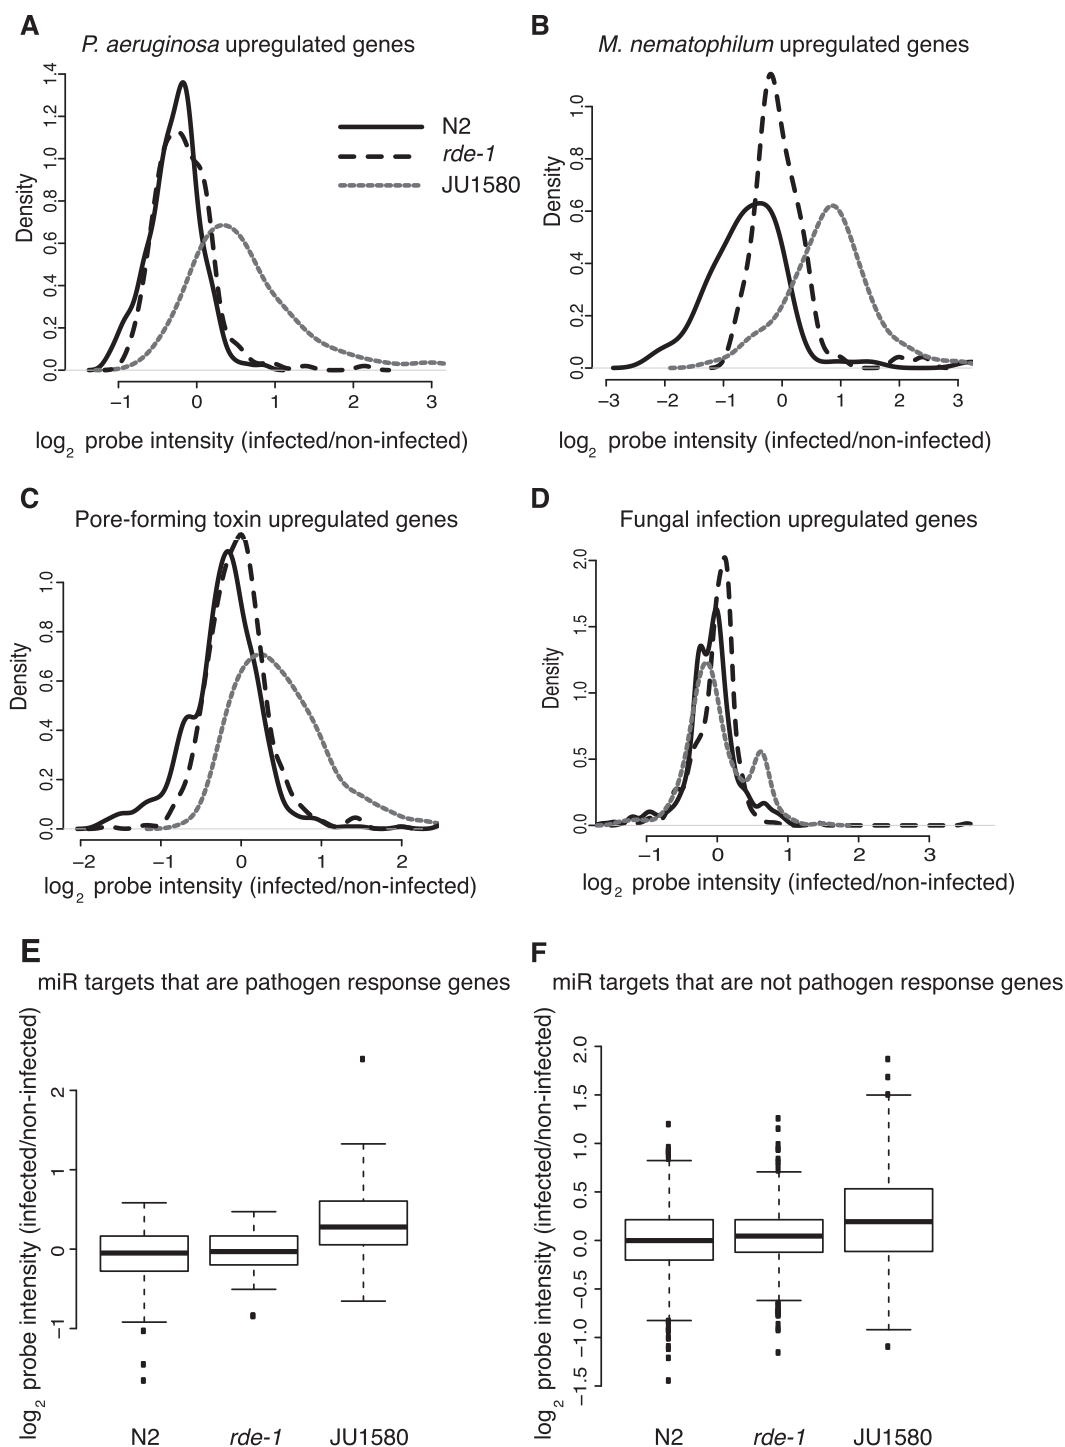 A
P. aeruginosa upregulated genes
Density
0.0 0.2 0.4 0.6 0.8 1.0 1.2 1.4
N2
rde-1
JU1580
−1 0 1 2 3
log2 probe intensity (infected/non-infected)
B
M. nematophilum upregulated genes
Density
0.0 0.2 0.4 0.6 0.8 1.0
−3 −2 −1 0 1 2 3
log2 probe intensity (infected/non-infected)
C
Pore-forming toxin upregulated genes
Density
0.0 0.2 0.4 0.6 0.8 1.0
−2 −1 0 1 2
log2 probe intensity (infected/non-infected)
D
Fungal infection upregulated genes
Density
0.0 0.5 1.0 1.5 2.0
−1 0 1 2 3
log2 probe intensity (infected/non-infected)
E
miR targets that are pathogen response genes
log2 probe intensity (infected/non-infected)
−1 0 1 2
N2 rde-1 JU1580
F
miR targets that are not pathogen response genes
log2 probe intensity (infected/non-infected)
−1.5 −1.0 −0.5 0.0 0.5 1.0 1.5 2.0
N2 rde-1 JU1580